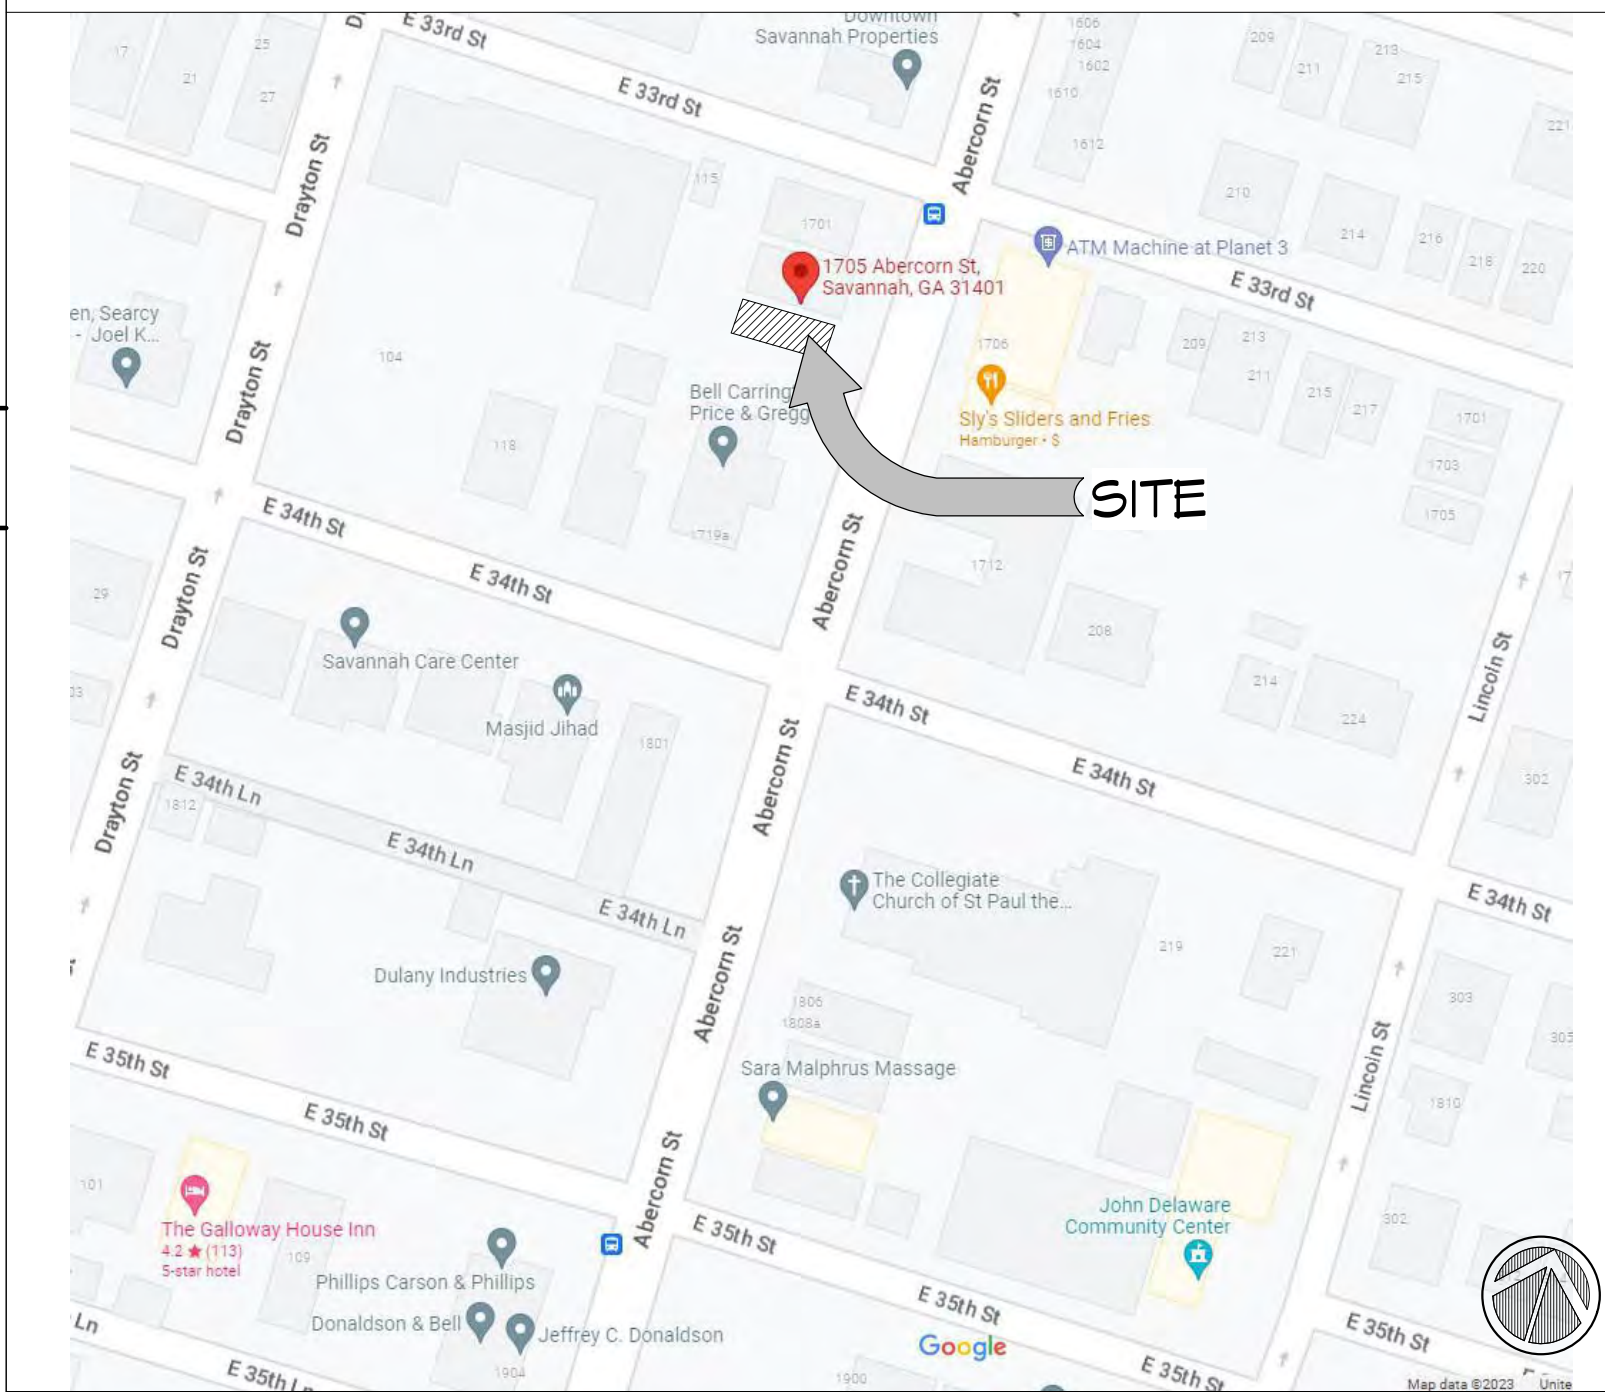 E 33rd St
Downtown
Savannah Properties
1606
1604
1602
1610
1612
209
211
213
215
221
17
21
25
27
E 33rd St
Abercorn St
Drayton St
115
1701
210
214
216
218
220
ATM Machine at Planet 3
1705 Abercorn St,
Savannah, GA 31401
E 33rd St
en, Searcy
- Joel K...
Drayton St
104
1706
209
213
211
215
217
1701
Bell Carring
Price & Gregg
Sly's Sliders and Fries
Hamburger • $
118
1703
1705
SITE
E 34th St
1719a
Abercorn St
1712
E 34th St
Drayton St
29
Savannah Care Center
208
Lincoln St
Masjid Jihad
1801
E 34th St
214
224
Abercorn St
E 34th St
302
E 34th Ln
1812
Drayton St
E 34th Ln
The Collegiate
Church of St Paul the...
E 34th St
E 34th Ln
219
221
Dulany Industries
Abercorn St
1806
1808a
303
305
E 35th St
Sara Malphrus Massage
Lincoln St
1810
E 35th St
101
Abercorn St
John Delaware
Community Center
302
The Galloway House Inn
4.2 ★ (113)
5-star hotel
109
E 35th St
Phillips Carson & Phillips
Donaldson & Bell
Jeffrey C. Donaldson
E 35th St
E 35th St
Ln
Google
E 35th St
E 35th Ln
1904
1900
Map data ©2023
Unite